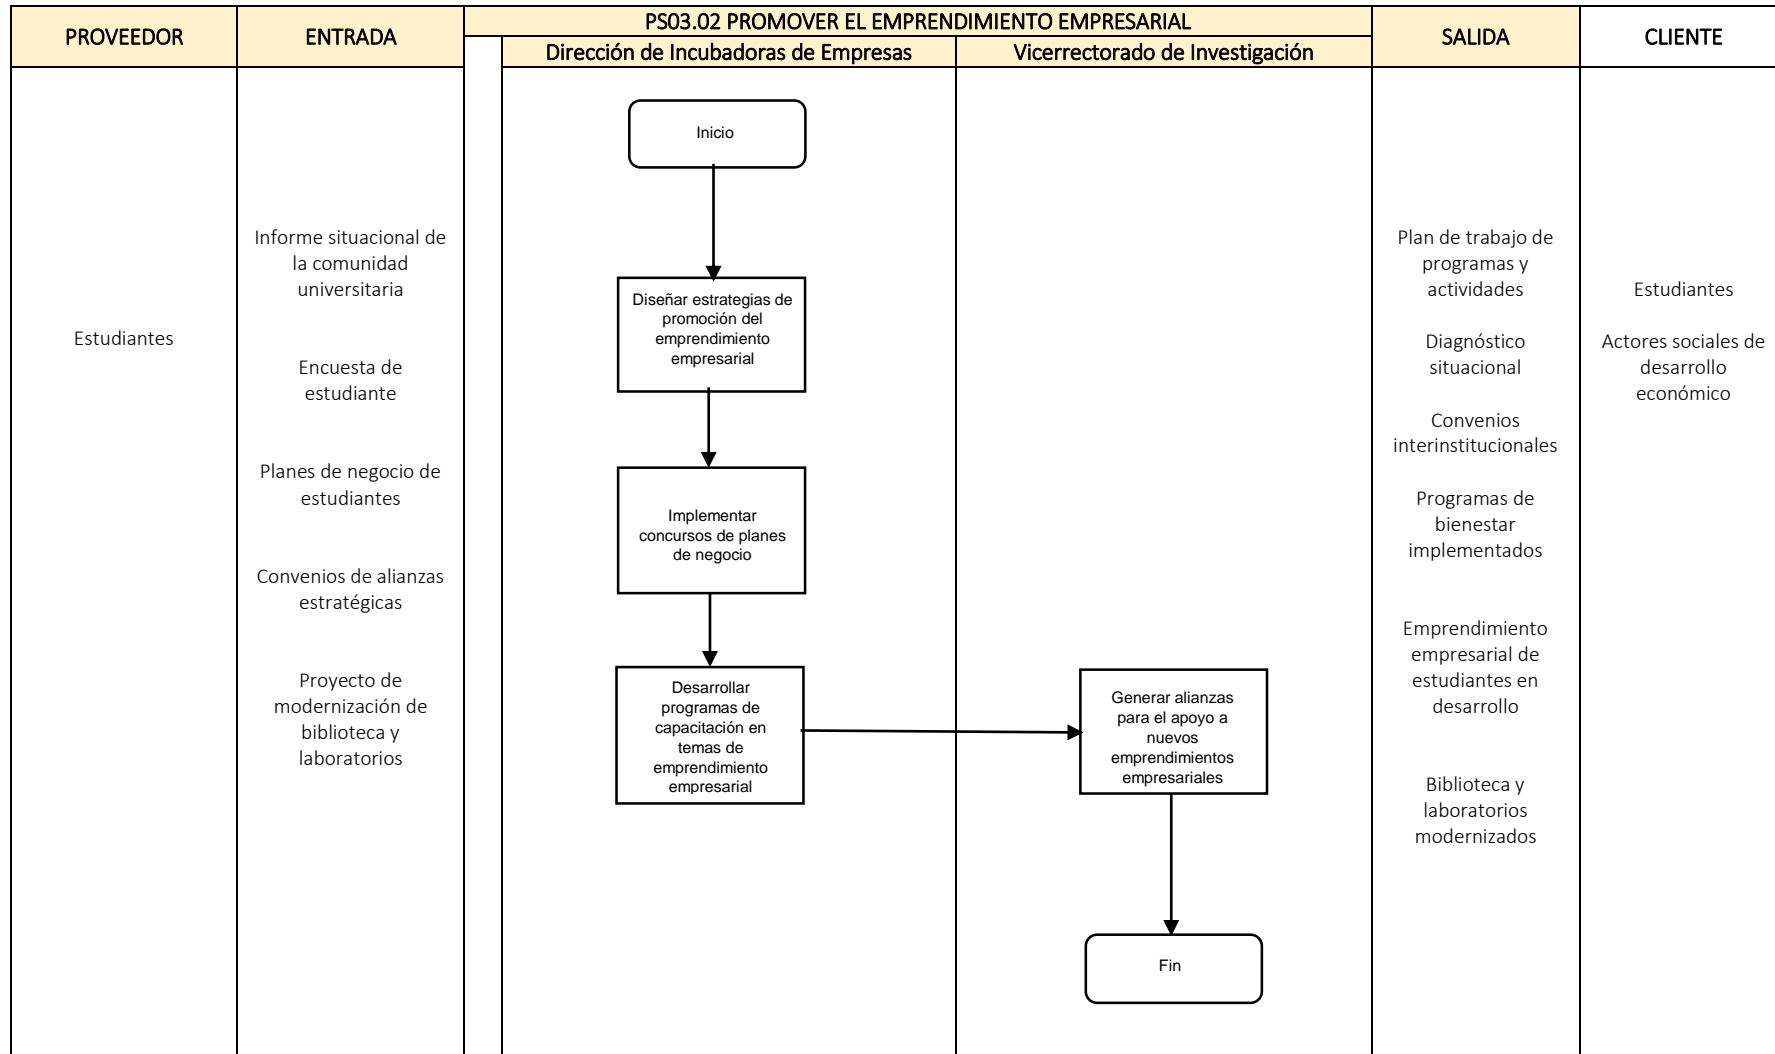 PROVEEDOR
ENTRADA
PS03.02 PROMOVER EL EMPRENDIMIENTO EMPRESARIAL
Dirección de Incubadoras de Empresas
Vicerrectorado de Investigación
SALIDA
CLIENTE
Estudiantes
Informe situacional de
la comunidad
universitaria
Encuesta de
estudiante
Planes de negocio de
estudiantes
Convenios de alianzas
estratégicas
Proyecto de
modernización de
biblioteca y
laboratorios
Inicio
Diseñar estrategias de
promoción del
emprendimiento
empresarial
Implementar
concursos de planes
de negocio
Desarrollar
programas de
capacitación en
temas de
emprendimiento
empresarial
Generar alianzas
para el apoyo a
nuevos
emprendimientos
empresariales
Fin
Plan de trabajo de
programas y
actividades
Diagnóstico
situacional
Convenios
interinstitucionales
Programas de
bienestar
implementados
Emprendimiento
empresarial de
estudiantes en
desarrollo
Biblioteca y
laboratorios
modernizados
Estudiantes
Actores sociales de
desarrollo
económico